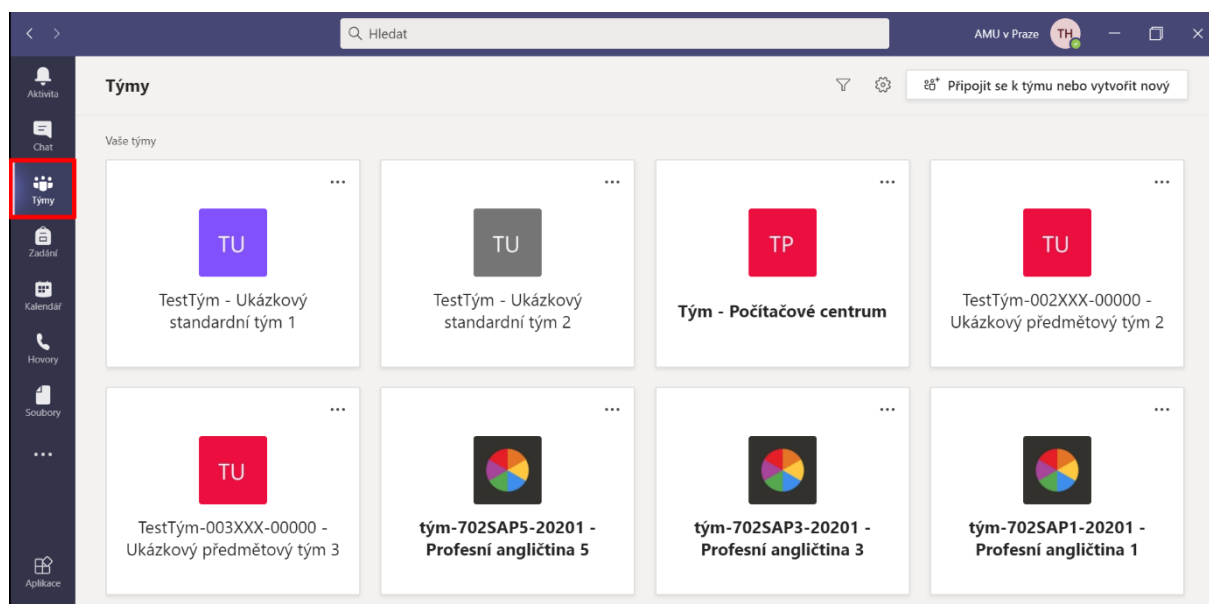 Hledat
AMU v Praze
TH
Aktivita
Chat
Týmy
Zadání
Kalendář
Hovory
Soubory
Aplikace
Týmy
Připojit se k týmu nebo vytvořit nový
Vaše týmy
TU
TestTým - Ukázkový
standardní tým 1
TU
TestTým - Ukázkový
standardní tým 2
TP
Tým - Počítačové centrum
TU
TestTým-002XXX-00000 -
Ukázkový předmětový tým 2
TU
TestTým-003XXX-00000 -
Ukázkový předmětový tým 3
tým-702SAP5-20201 -
Profesní angličtina 5
tým-702SAP3-20201 -
Profesní angličtina 3
tým-702SAP1-20201 -
Profesní angličtina 1